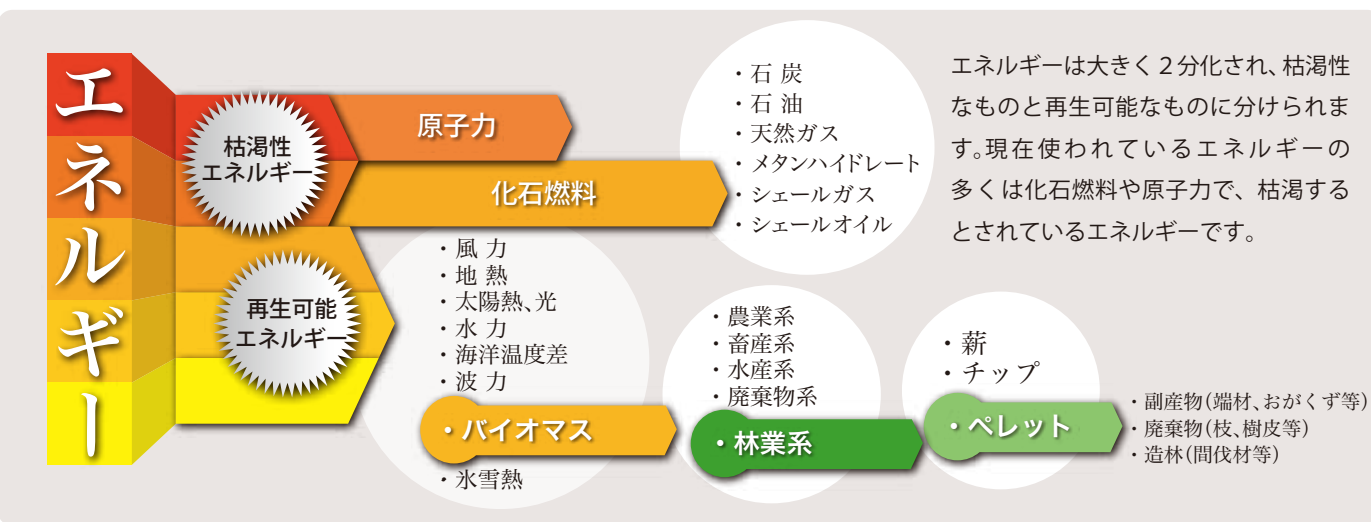 エネルギー
枯渇性
エネルギー
原子力
化石燃料
・石 炭
・石 油
・天然ガス
・メタンハイドレート
・シェールガス
・シェールオイル
エネルギーは大きく２分化され、枯渇性
なものと再生可能なものに分けられま
す。現在使われているエネルギーの
多くは化石燃料や原子力で、枯渇する
とされているエネルギーです。
再生可能
エネルギー
・風 力
・地 熱
・太陽熱、光
・水 力
・海洋温度差
・波 力
・バイオマス
・氷雪熱
・農業系
・畜産系
・水産系
・廃棄物系
・林業系
・薪
・チップ
・ペレット
・副産物(端材、おがくず等)
・廃棄物(枝、樹皮等)
・造林(間伐材等)